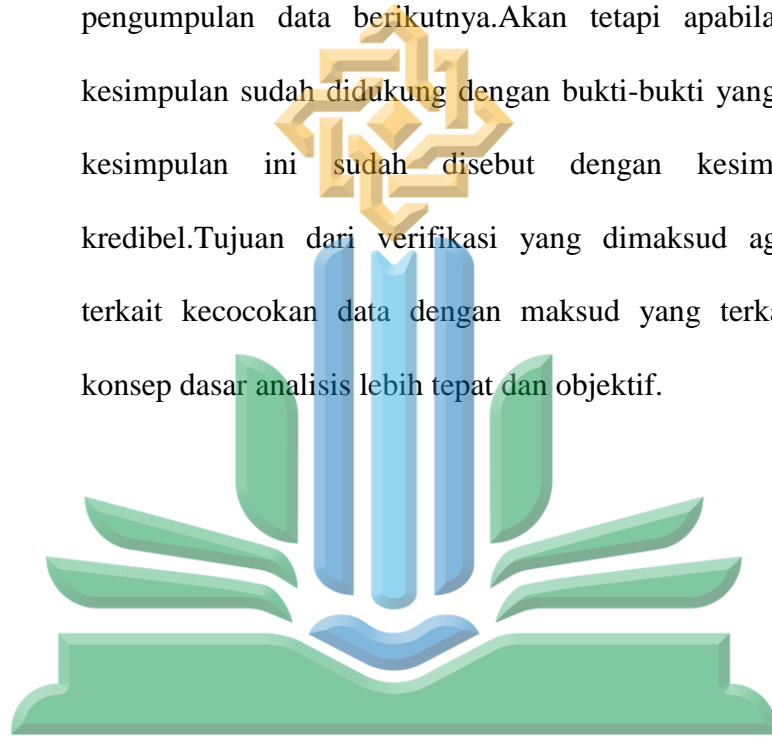 pengumpulan data berikutnya.Akan tetapi apabila
kesimpulan sudah didukung dengan bukti-bukti yang
kesimpulan ini sudah disebut dengan kesim
kredibel.Tujuan dari verifikasi yang dimaksud ag
terkait kecocokan data dengan maksud yang terka
konsep dasar analisis lebih tepat dan objektif.